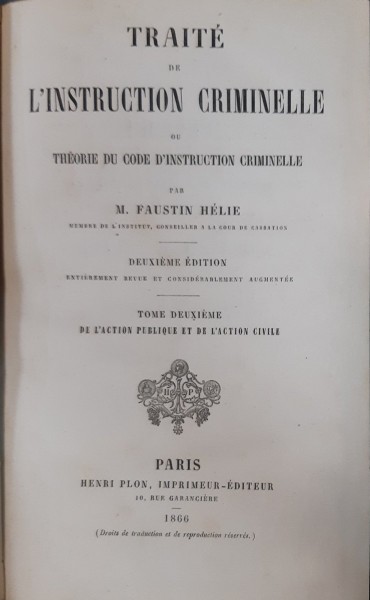 TRAITÉ
DE
L'INSTRUCTION CRIMINELLE
OU
THÉORIE DU CODE D'INSTRUCTION CRIMINELLE
PAR
M. FAUSTIN HÉLIE
MEMBRE DE L'INSTITUT, CONSEILLER A LA COUR DE CASSATION
DEUXIÈME ÉDITION
ENTIÈREMENT REVUE ET CONSIDÉRABLEMENT AUGMENTÉE
TOME DEUXIÈME
DE L'ACTION PUBLIQUE ET DE L'ACTION CIVILE
H P
PARIS
HENRI PLON, IMPRIMEUR-ÉDITEUR
10, RUE GARANCIÈRE
1866
(Droits de traduction et de reproduction réservés.)